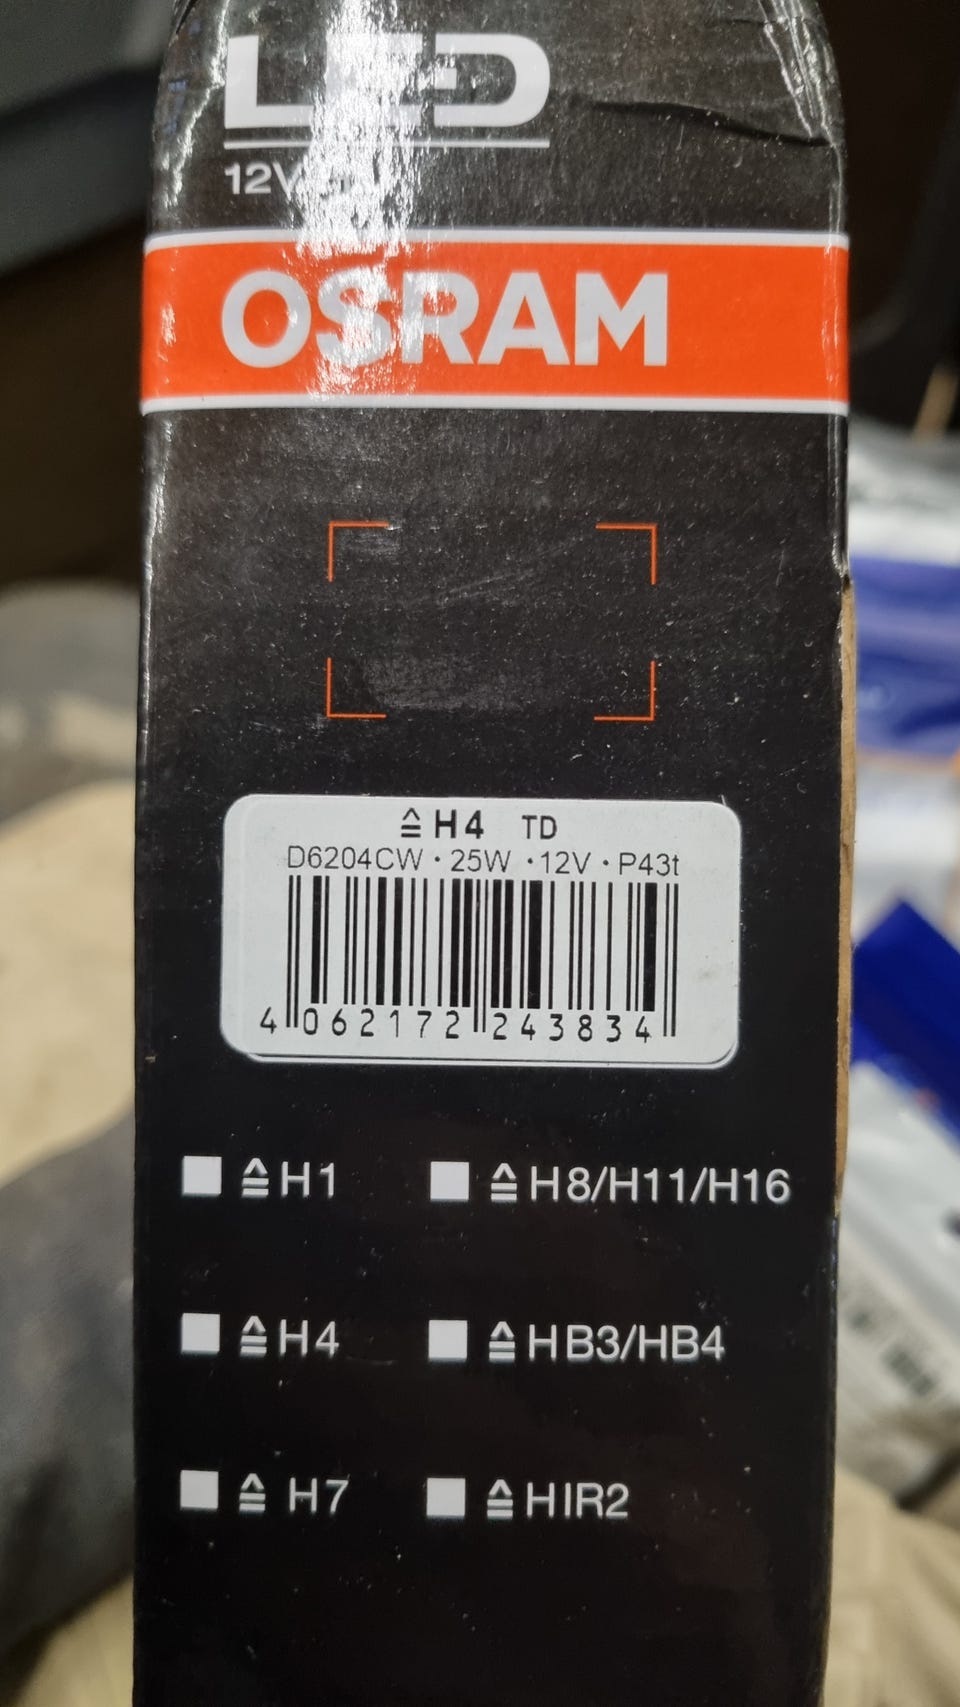 LED
12V
OSRAM
≙ H4 TD
D6204CW · 25W · 12V · P43t
4 062172 243834
≙ H1
≙ H8/H11/H16
≙ H4
≙ HB3/HB4
≙ H7
≙ HIR2